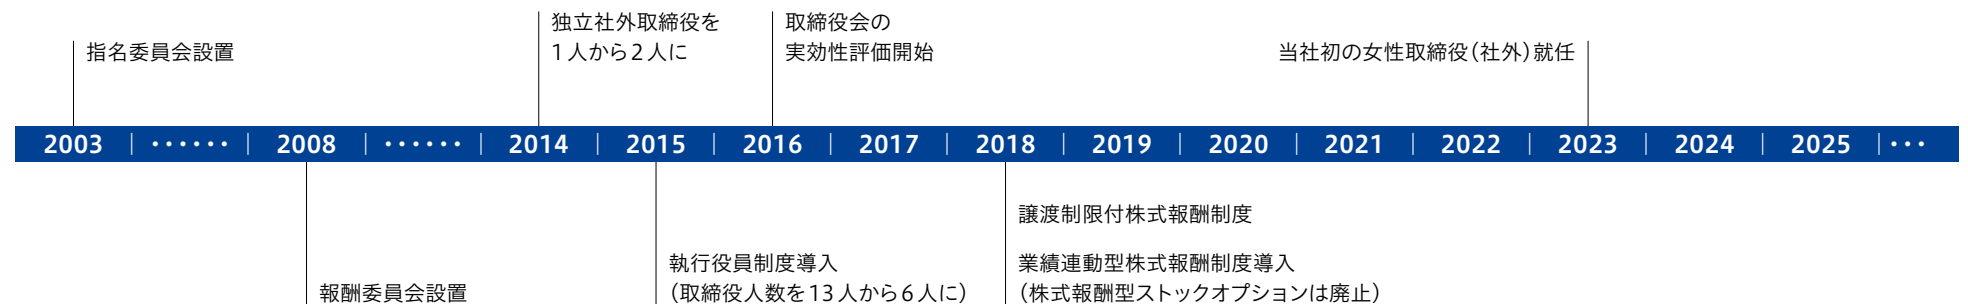 指名委員会設置
独立社外取締役を
1人から2人に
取締役会の
実効性評価開始
当社初の女性取締役(社外)就任
2003 | ・・・・・・ | 2008 | ・・・・・・ | 2014 | 2015 | 2016 | 2017 | 2018 | 2019 | 2020 | 2021 | 2022 | 2023 | 2024 | 2025 | ・・・
報酬委員会設置
執行役員制度導入
(取締役人数を13人から6人に)
譲渡制限付株式報酬制度
業績連動型株式報酬制度導入
(株式報酬型ストックオプションは廃止)